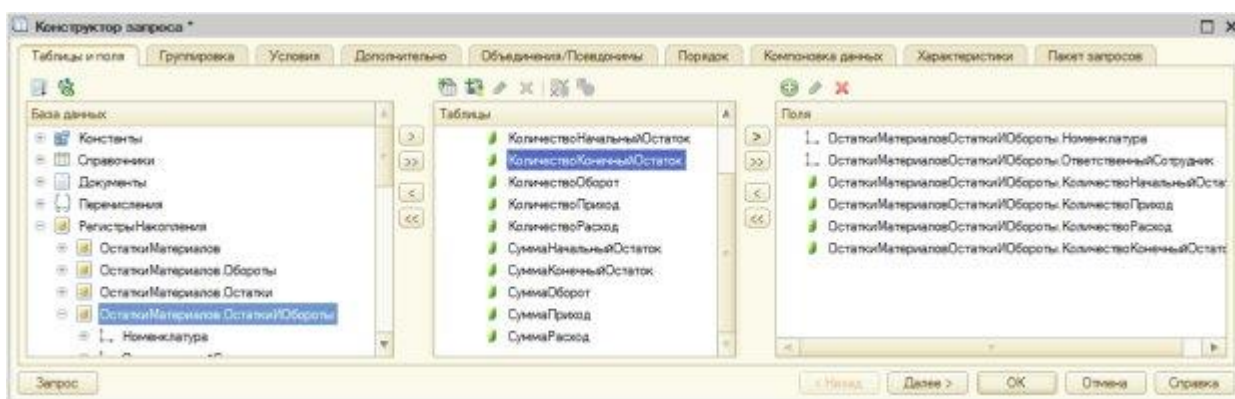 Конструктор запроса *
Таблицы и поля Группировка Условия Дополнительно Объединения/Псевдонимы Порядок Компоновка данных Характеристики Пакет запросов
База данных
Константы
Справочники
Документы
Перечисления
РегистрыНакопления
ОстаткиМатериалов
ОстаткиМатериалов.Обороты
ОстаткиМатериалов.Остатки
ОстаткиМатериалов.ОстаткиИОбороты
Номенклатура
Таблицы
КоличествоНачальныйОстаток
КоличествоКонечныйОстаток
КоличествоОборот
КоличествоПриход
КоличествоРасход
СуммаНачальныйОстаток
СуммаКонечныйОстаток
СуммаОборот
СуммаПриход
СуммаРасход
> >> < <<
Поля
ОстаткиМатериаловОстаткиИОбороты.Номенклатура
ОстаткиМатериаловОстаткиИОбороты.ОтветственныйСотрудник
ОстаткиМатериаловОстаткиИОбороты.КоличествоНачальныйОста
ОстаткиМатериаловОстаткиИОбороты.КоличествоПриход
ОстаткиМатериаловОстаткиИОбороты.КоличествоРасход
ОстаткиМатериаловОстаткиИОбороты.КоличествоКонечныйОстатс
Запрос < Назад Далее > ОК Отмена Справка